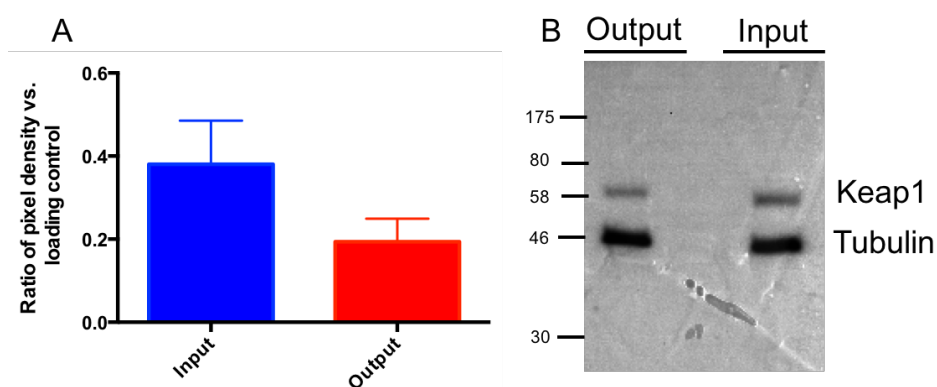 A
Ratio of pixel density vs.
loading control
0.6
0.4
0.2
0.0
Input
Output
B
Output
Input
175
80
58
46
30
Keap1
Tubulin